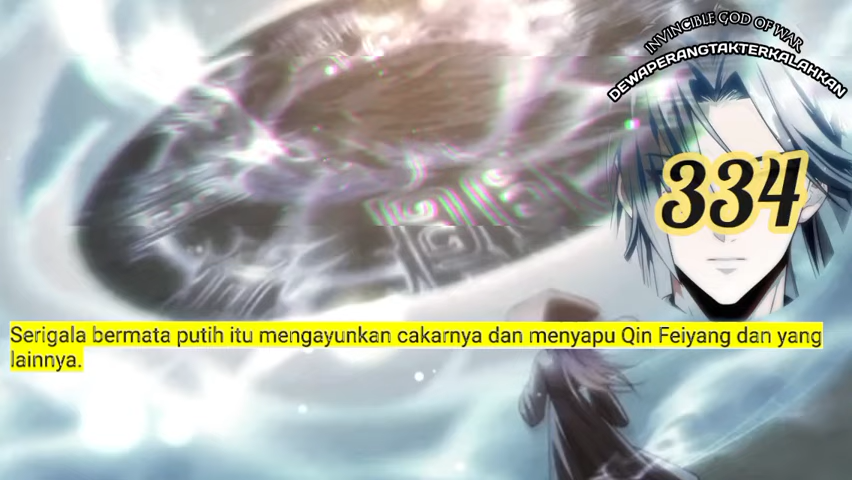 INVINCIBLE GOD OF WAR
DEWAPERANGTAKTERKALAHKAN
334
Serigala bermata putih itu mengayunkan cakarnya dan menyapu Qin Feiyang dan yang
lainnya.